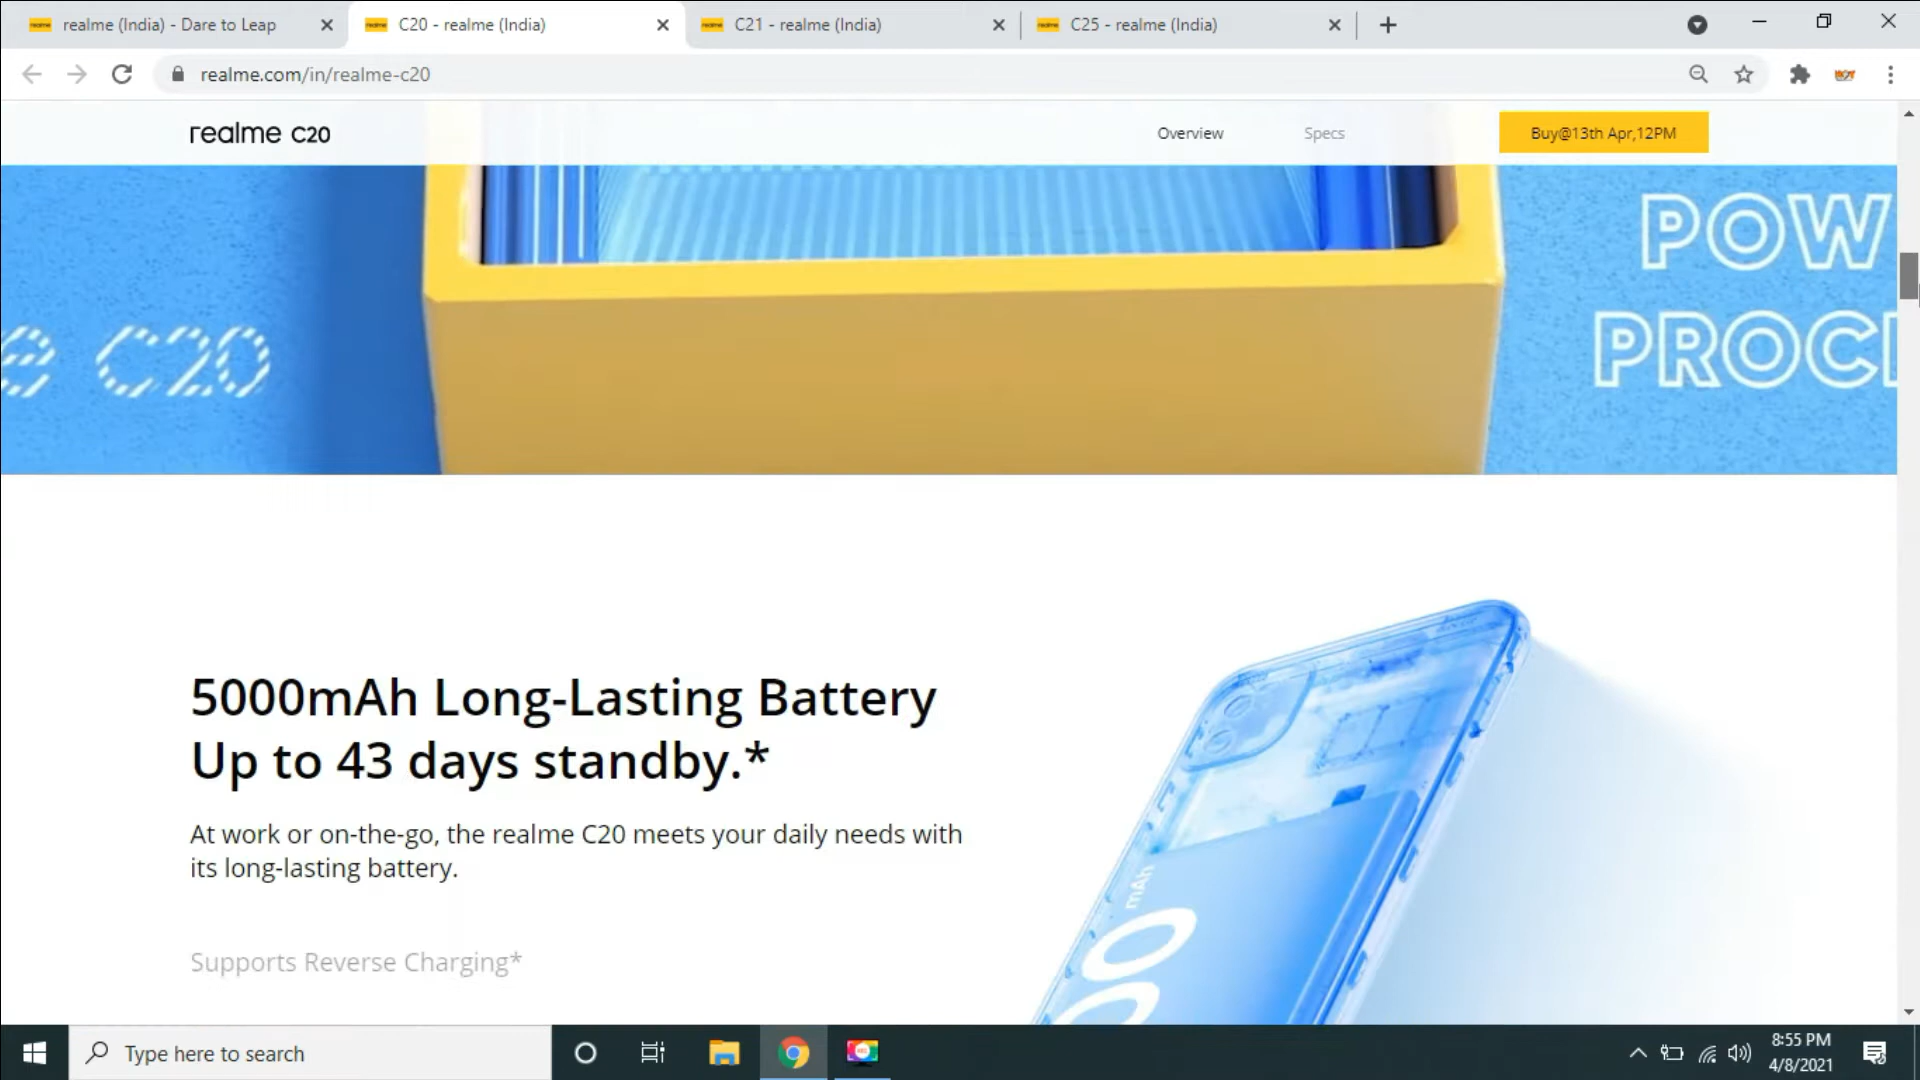 realme (India) - Dare to Leap
C20 - realme (India)
C21 - realme (India)
C25 - realme (India)
realme.com/in/realme-c20
realme C20
Overview
Specs
Buy@13th Apr,12PM
POW
e C20
PROC
5000mAh Long-Lasting Battery
Up to 43 days standby.*
At work or on-the-go, the realme C20 meets your daily needs with
its long-lasting battery.
mAh
00
Supports Reverse Charging*
Type here to search
8:55 PM
4/8/2021